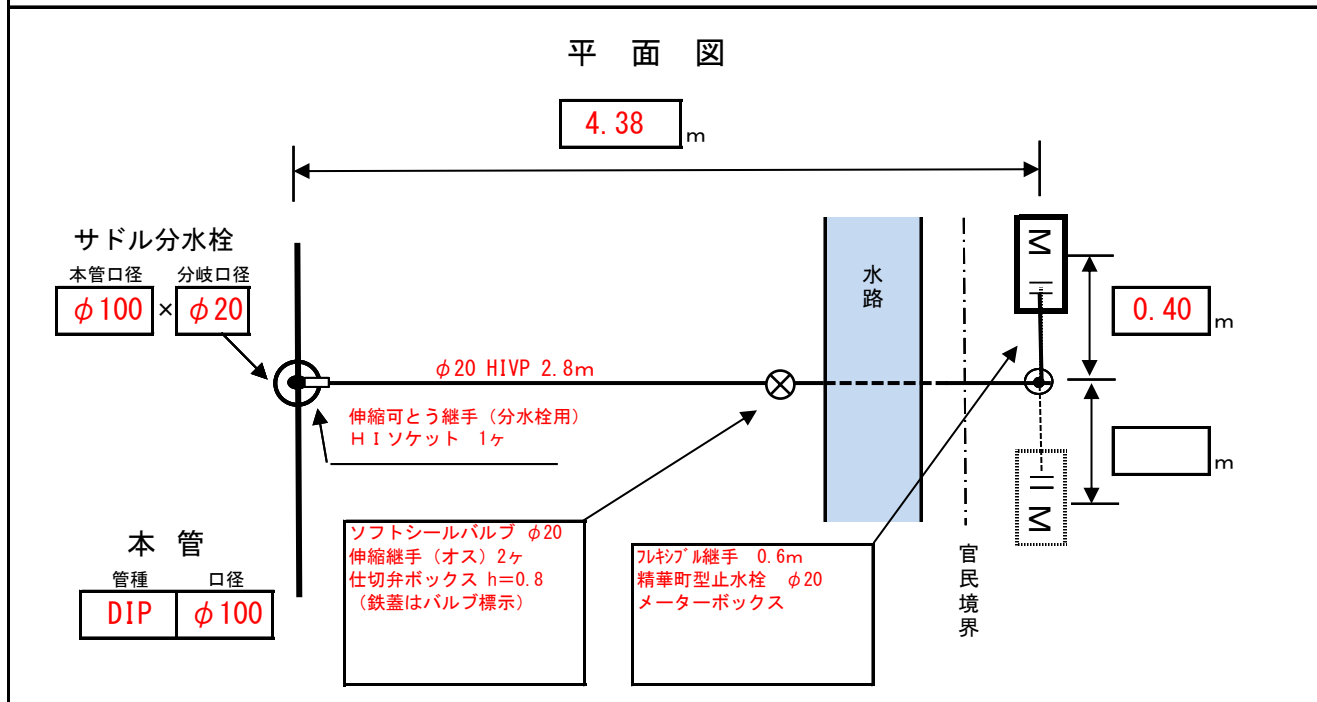 平 面 図
4.38 m
サドル分水栓
本管口径 分岐口径
φ100 × φ20
水路
M
0.40 m
φ20 HIVP 2.8m
伸縮可とう継手（分水栓用）
ＨＩソケット 1ヶ
m
M
本 管
管種 口径
DIP φ100
ソフトシールバルブ φ20
伸縮継手（オス）2ヶ
仕切弁ボックス h=0.8
（鉄蓋はバルブ標示）
ﾌﾚｷｼﾌﾞﾙ継手 0.6m
精華町型止水栓 φ20
メーターボックス
官民境界